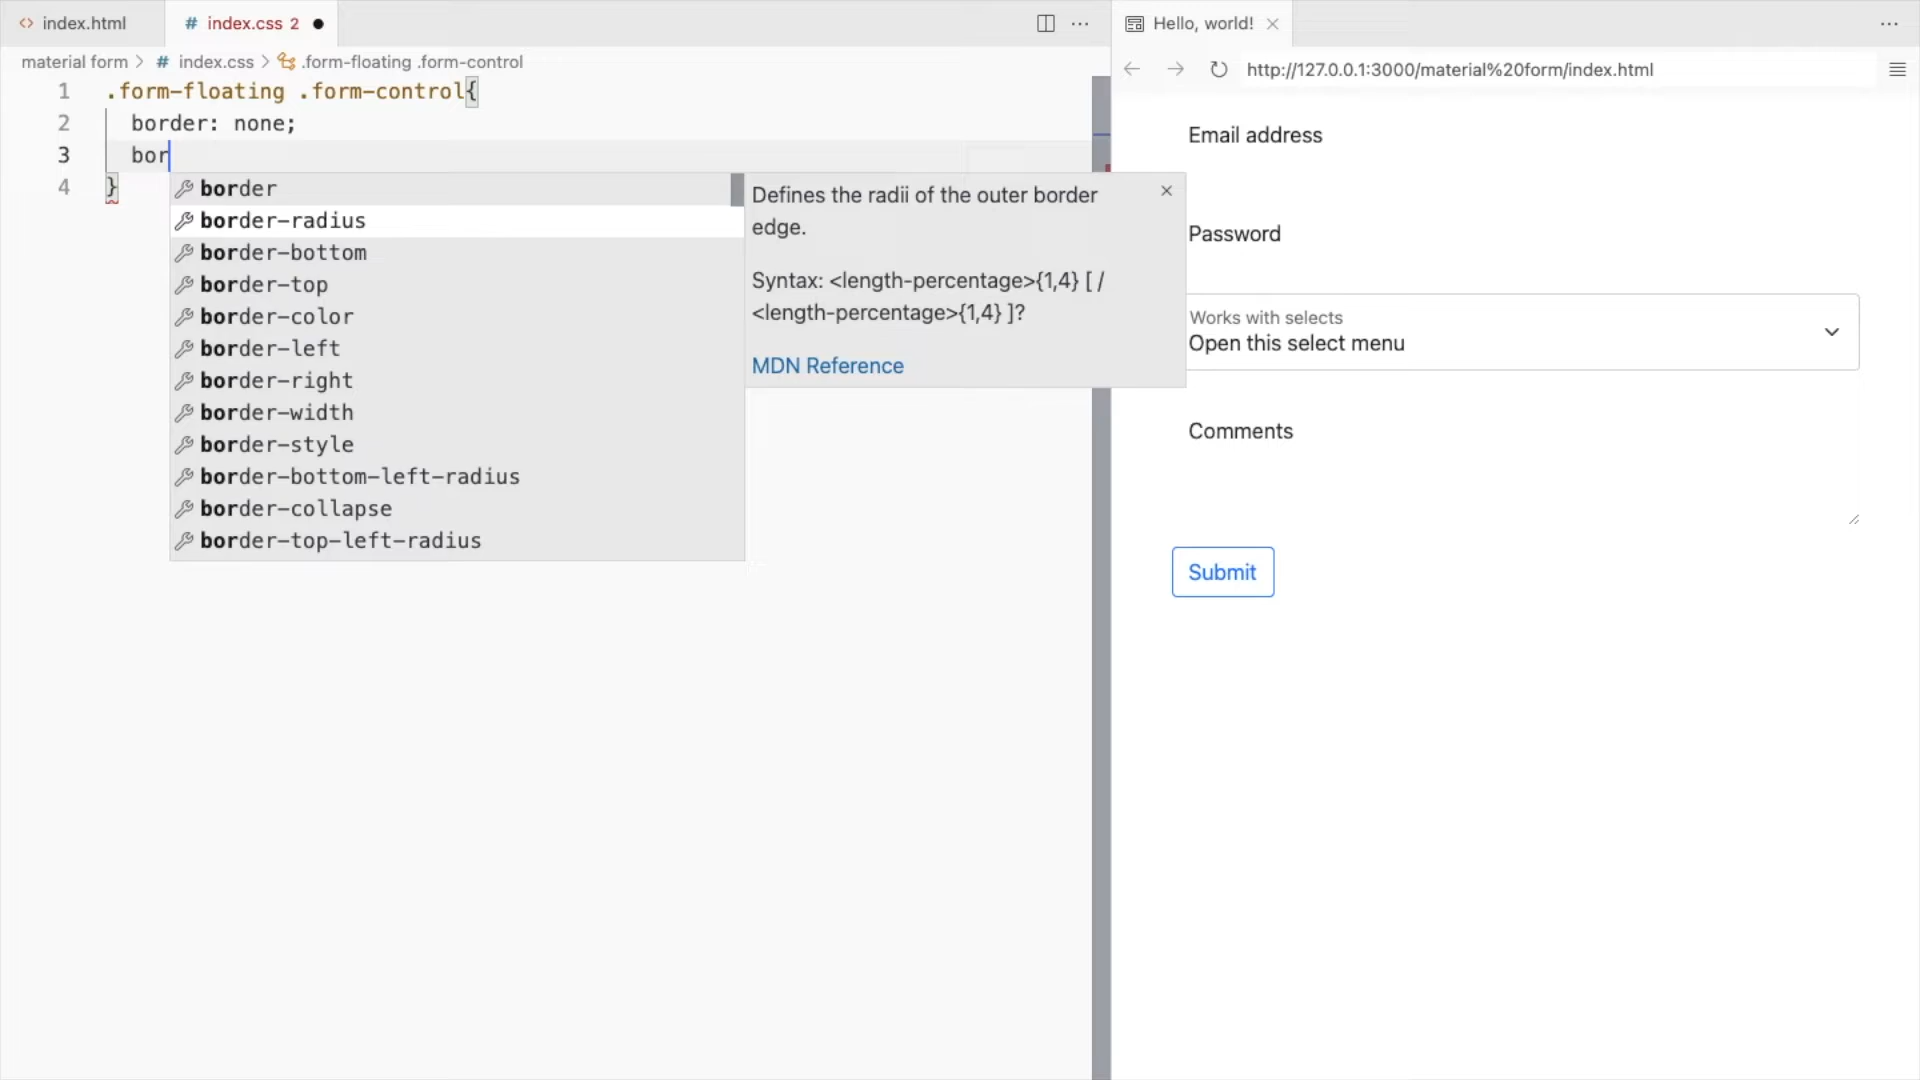 index.html
index.css 2
Hello, world!
material form
index.css
.form-floating .form-control
http://127.0.0.1:3000/material%20form/index.html
1 .form-floating .form-control{
2 border: none;
3 bor
4 }
border
border-radius
border-bottom
border-top
border-color
border-left
border-right
border-width
border-style
border-bottom-left-radius
border-collapse
border-top-left-radius
Defines the radii of the outer border
edge.
Syntax: <length-percentage>{1,4} [ /
<length-percentage>{1,4} ]?
MDN Reference
Email address
Password
Works with selects
Open this select menu
Comments
Submit